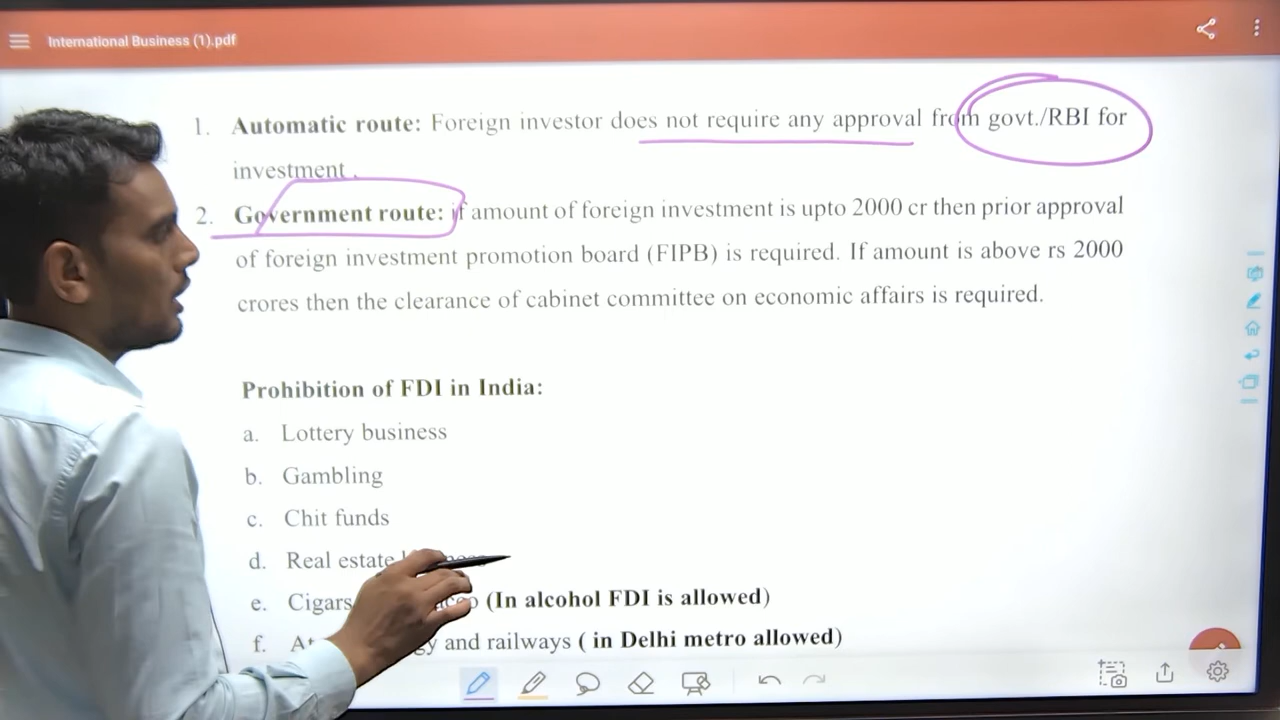 International Business (1).pdf
1. Automatic route: Foreign investor does not require any approval from govt./RBI for
investment .
2. Government route: if amount of foreign investment is upto 2000 cr then prior approval
of foreign investment promotion board (FIPB) is required. If amount is above rs 2000
crores then the clearance of cabinet committee on economic affairs is required.
Prohibition of FDI in India:
a. Lottery business
b. Gambling
c. Chit funds
d. Real estate
e. Cigars (In alcohol FDI is allowed)
f. and railways ( in Delhi metro allowed)